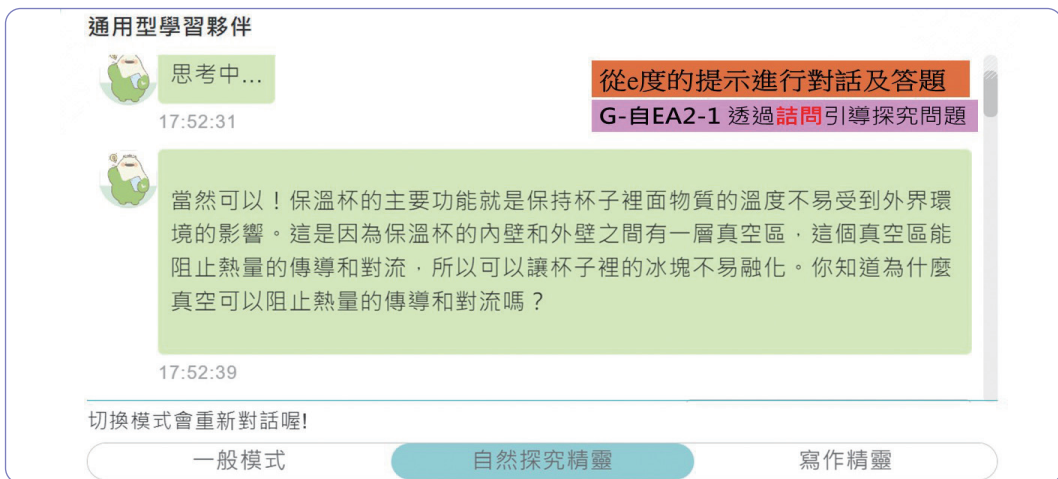 通用型學習夥伴
思考中...
從e度的提示進行對話及答題
17:52:31
G-自EA2-1 透過詰問引導探究問題
當然可以！保溫杯的主要功能就是保持杯子裡面物質的溫度不易受到外界環
境的影響。這是因為保溫杯的內壁和外壁之間有一層真空區，這個真空區能
阻止熱量的傳導和對流，所以可以讓杯子裡的冰塊不易融化。你知道為什麼
真空可以阻止熱量的傳導和對流嗎？
17:52:39
切換模式會重新對話喔!
一般模式
自然探究精靈
寫作精靈